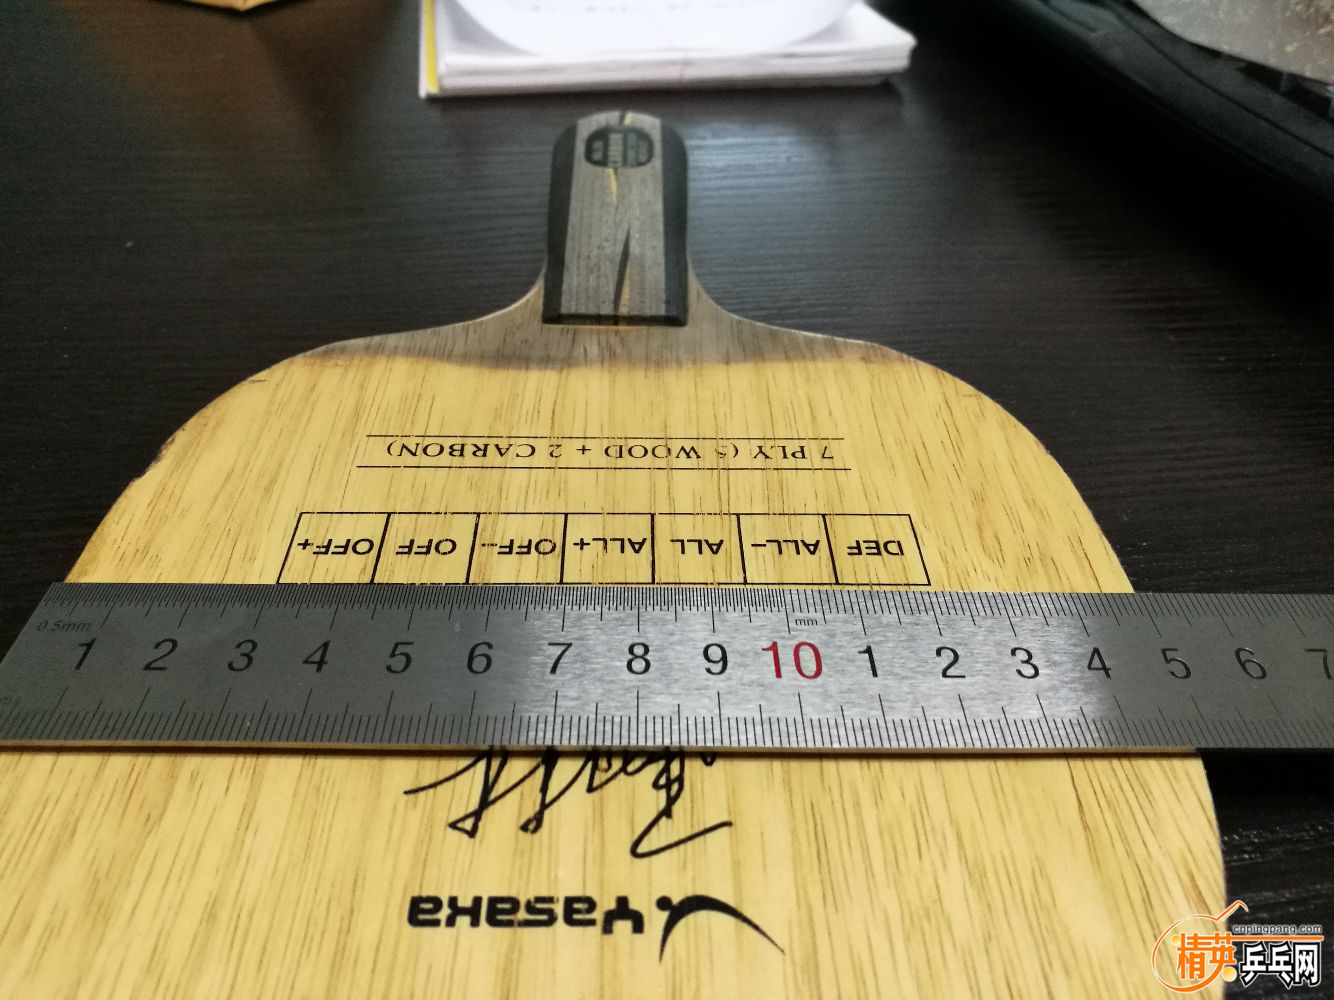 7 PLY (5 WOOD + 2 CARBON)
DEF ALL- ALL ALL+ OFF- OFF OFF+
0.5mm mm
1 2 3 4 5 6 7 8 9 10 1 2 3 4 5 6 7
Yasaka
cnpingpang.com
精英乒乓网